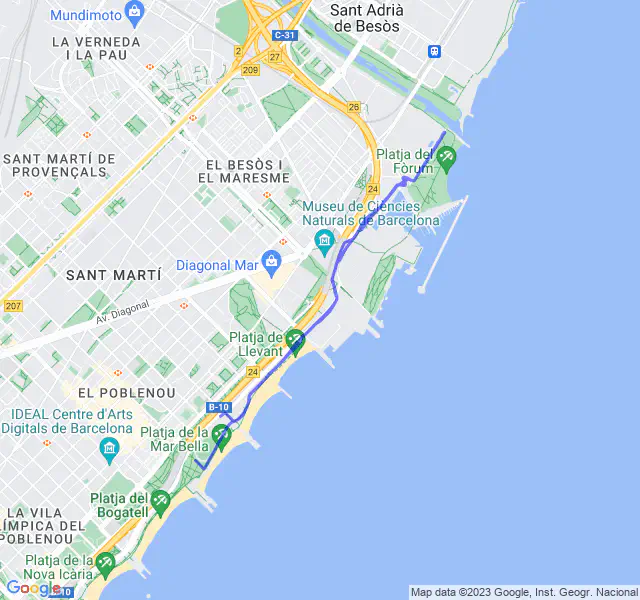 Mundimoto
Sant Adrià
de Besòs
C-31
LA VERNEDA
I LA PAU
2
27
209
26
SANT MARTÍ DE
PROVENÇALS
EL BESÒS I
EL MARESME
Platja del
Fòrum
24
Museu de Ciències
Naturals de Barcelona
SANT MARTÍ
Diagonal Mar
207
Av. Diagonal
Platja de
Llevant
24
EL POBLENOU
B-10
IDEAL Centre d'Arts
Digitals de Barcelona
Platja de la
Mar Bella
Platja del
Bogatell
LA VILA
LÍMPICA DEL
POBLENOU
Platja de la
Nova Icària
B-10
Google
Map data ©2023 Google, Inst. Geogr. Nacional